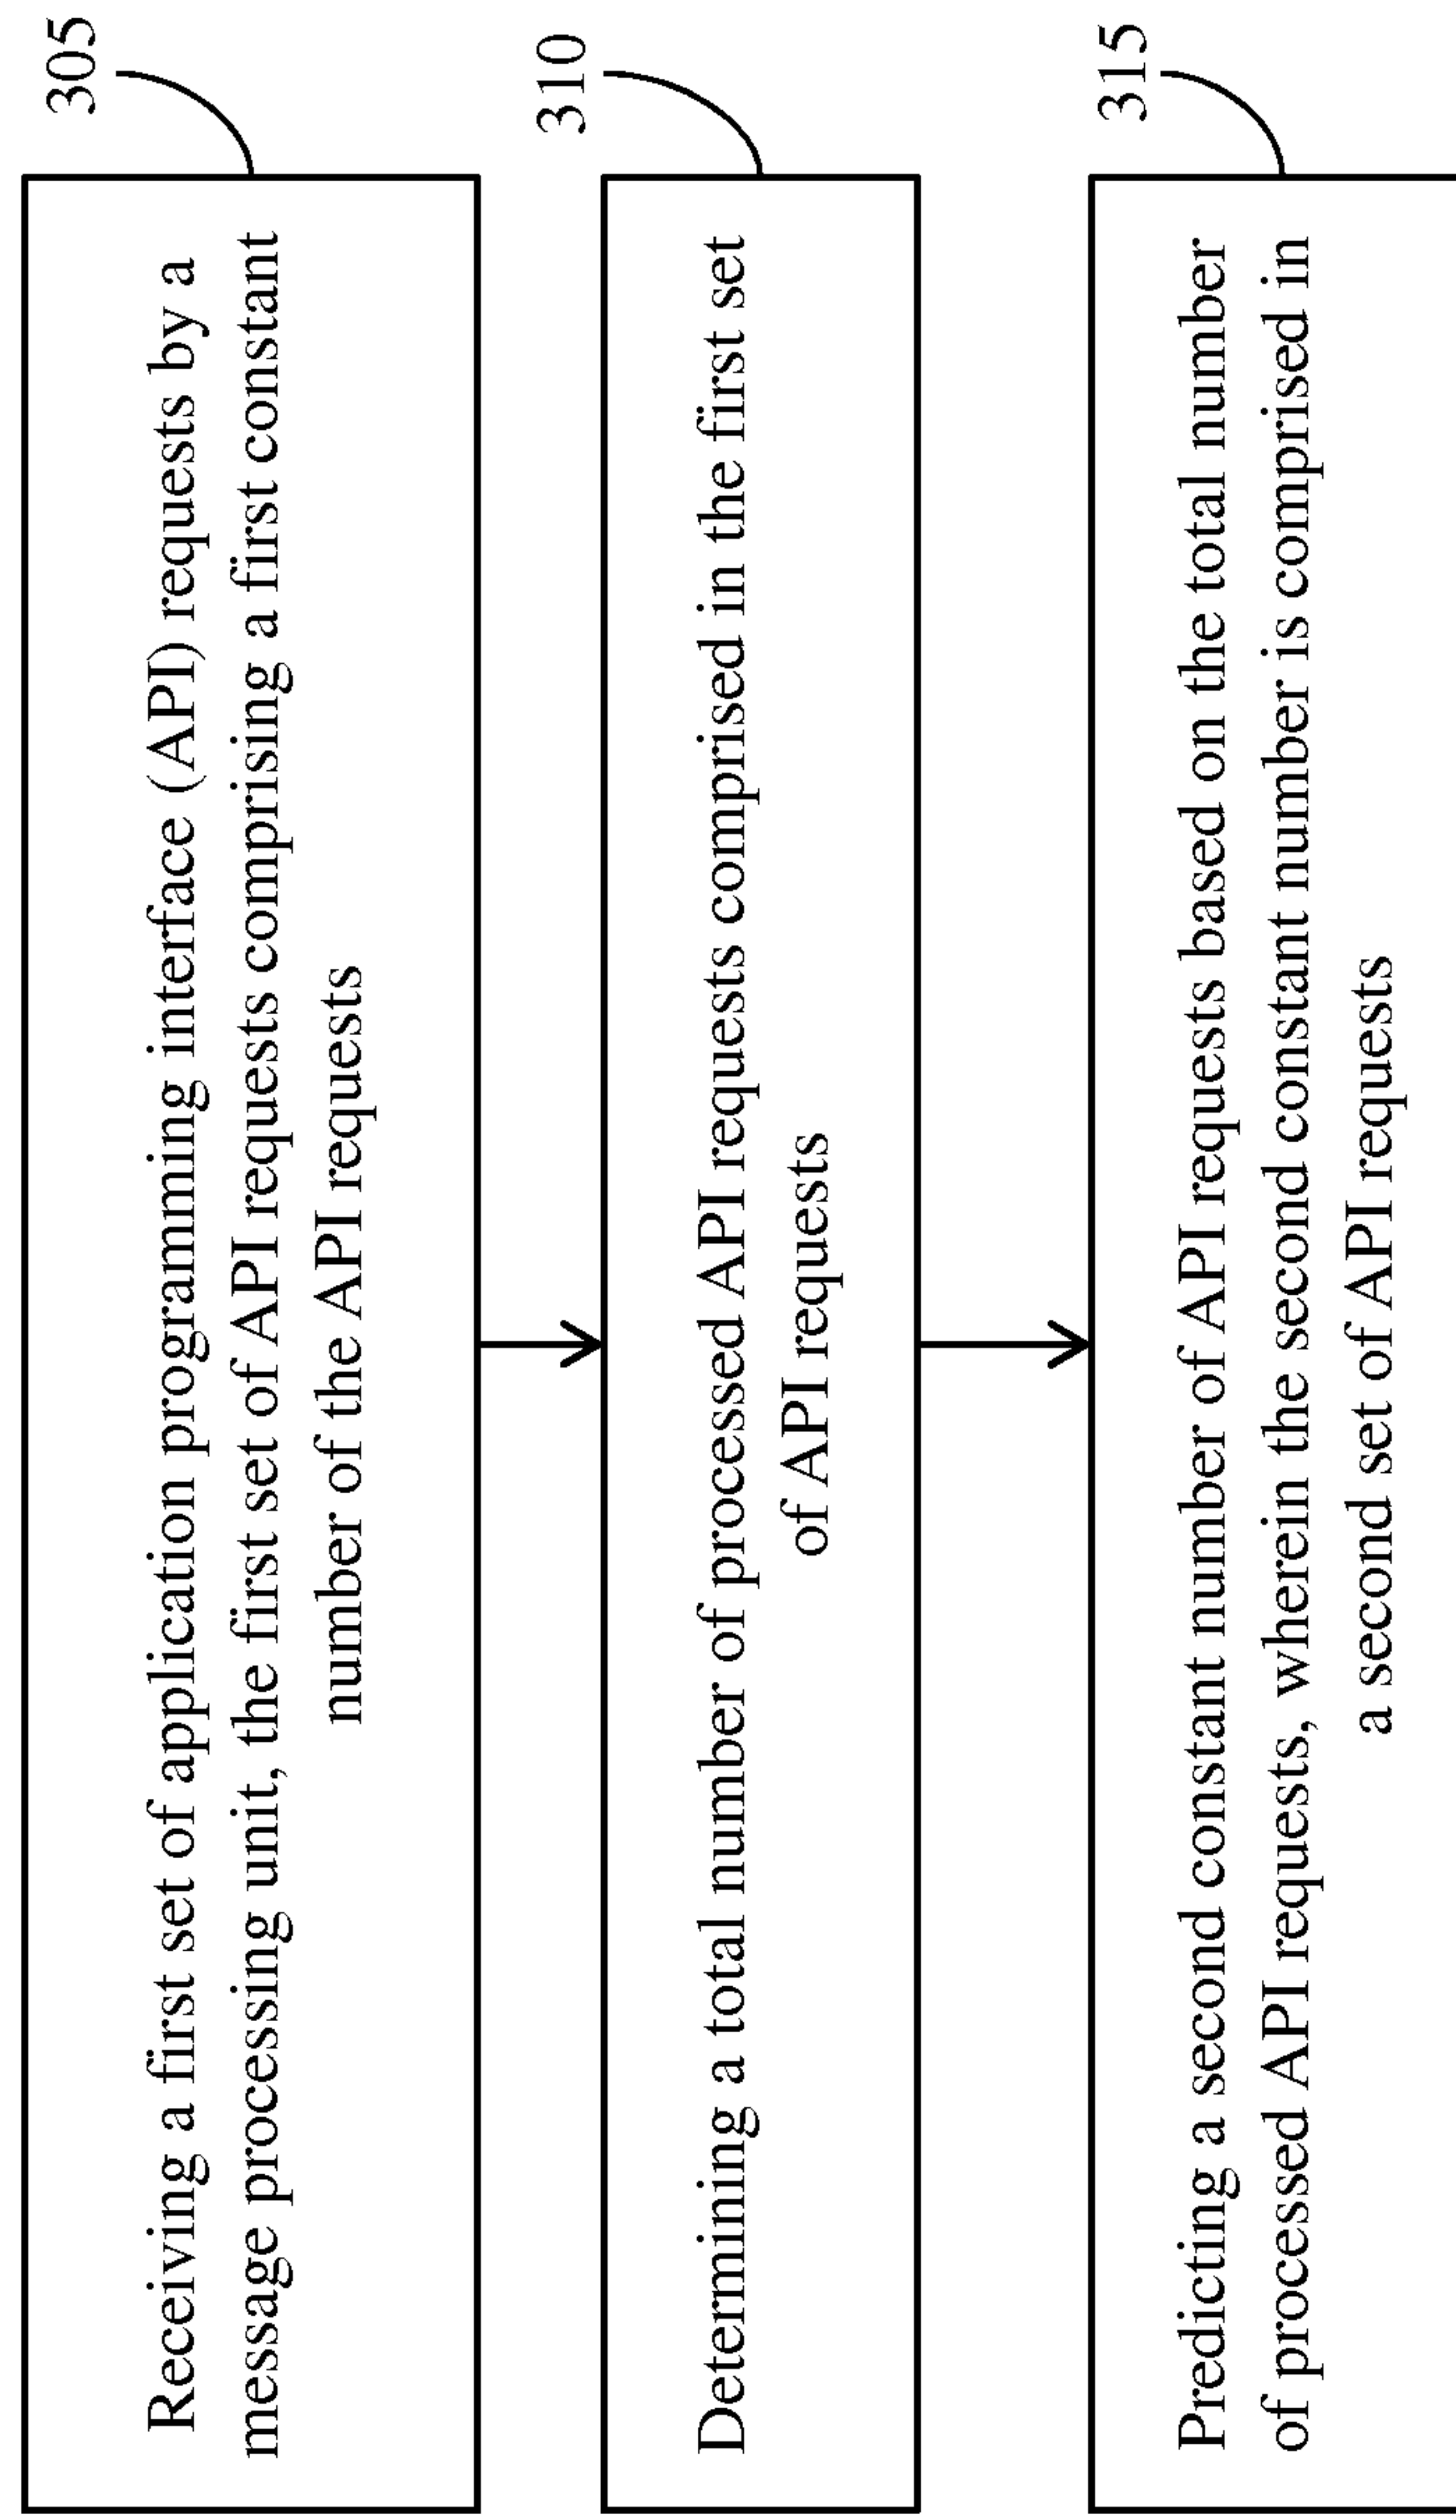 305
Receiving a first set of application programming interface (API) requests by a
message processing unit, the first set of API requests comprising a first constant
number of the API requests
310
Determining a total number of processed API requests comprised in the first set
of API requests
315
Predicting a second constant number of API requests based on the total number
of processed API requests, wherein the second constant number is comprised in
a second set of API requests